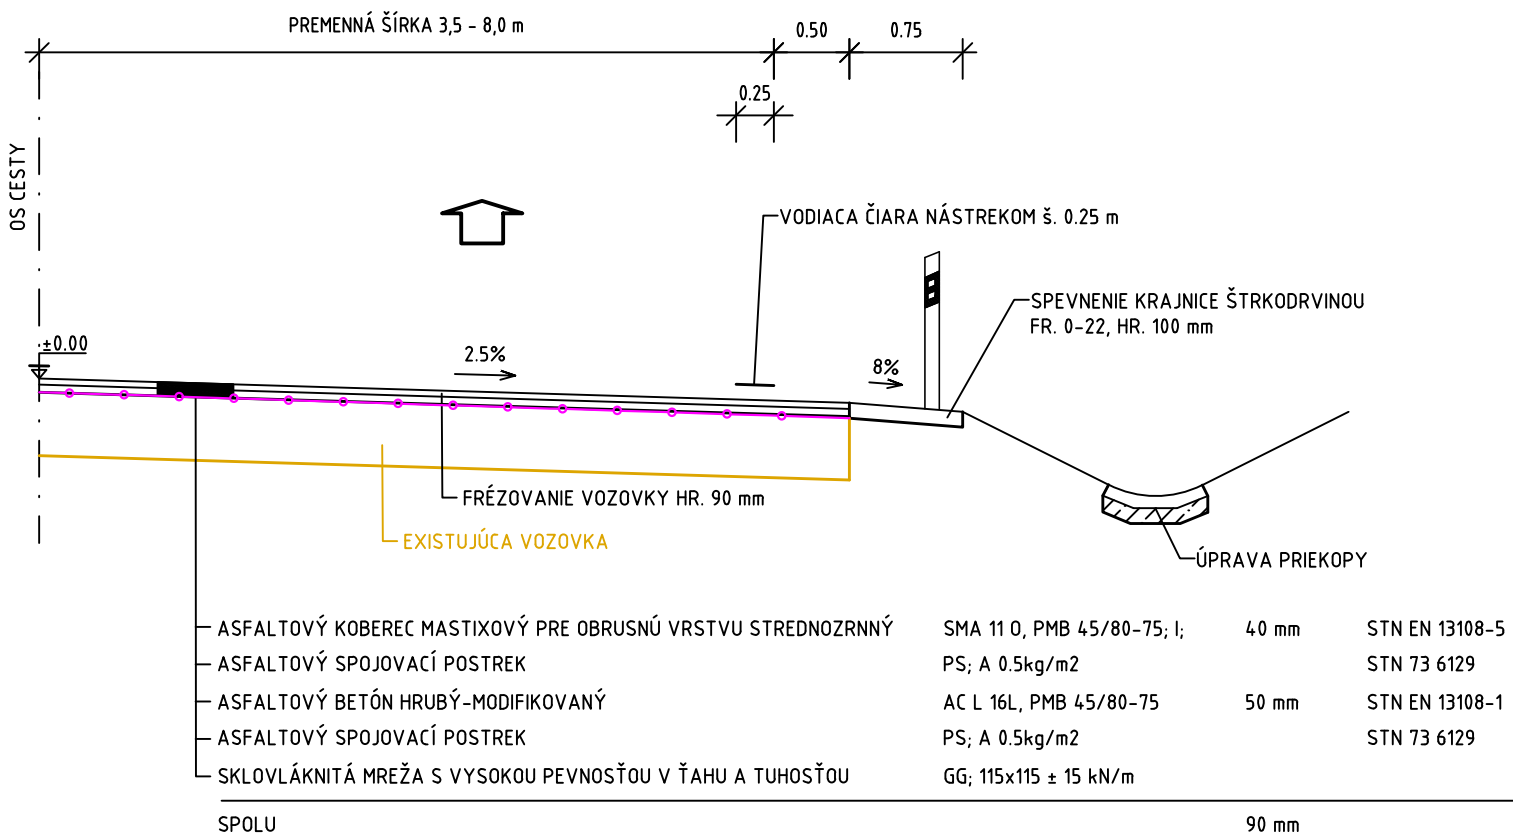 PREMENNÁ ŠÍRKA 3,5 - 8,0 m
0.50
0.75
0.25
OS CESTY
VODIACA ČIARA NÁSTREKOM š. 0.25 m
SPEVNENIE KRAJNICE ŠTRKODRVINOU
FR. 0-22, HR. 100 mm
±0.00
2.5%
8%
FRÉZOVANIE VOZOVKY HR. 90 mm
EXISTUJÚCA VOZOVKA
ÚPRAVA PRIEKOPY
ASFALTOVÝ KOBEREC MASTIXOVÝ PRE OBRUSNÚ VRSTVU STREDNOZRNNÝ SMA 11 O, PMB 45/80-75; I; 40 mm STN EN 13108-5
ASFALTOVÝ SPOJOVACÍ POSTREK PS; A 0.5kg/m2 STN 73 6129
ASFALTOVÝ BETÓN HRUBÝ-MODIFIKOVANÝ AC L 16L, PMB 45/80-75 50 mm STN EN 13108-1
ASFALTOVÝ SPOJOVACÍ POSTREK PS; A 0.5kg/m2 STN 73 6129
SKLOVLÁKNITÁ MREŽA S VYSOKOU PEVNOSŤOU V ŤAHU A TUHOSŤOU GG; 115x115 ± 15 kN/m
SPOLU 90 mm